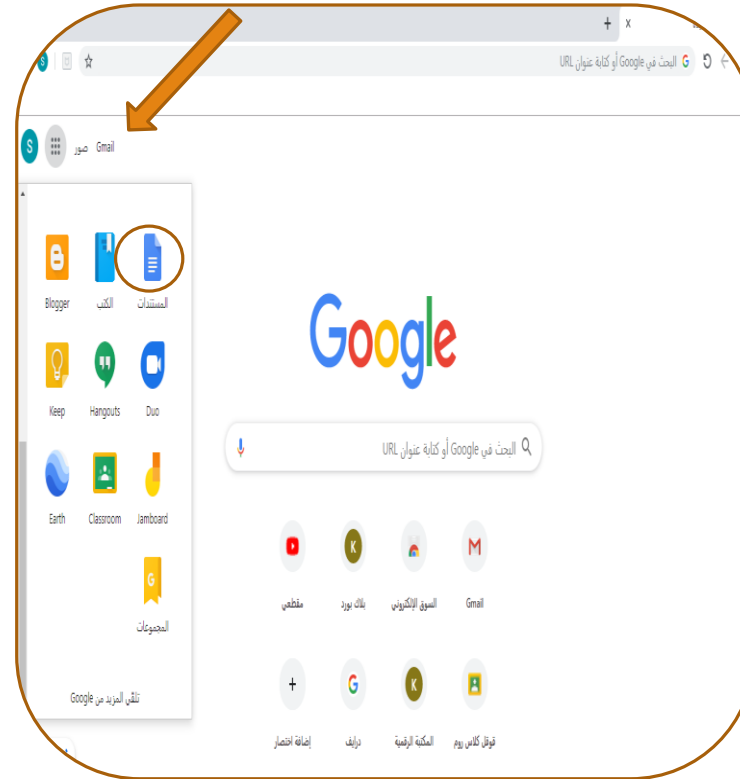 + x
G البحث في Google أو كتابة عنوان URL
S
Gmail صور
S
المستندات
الكتب
Blogger
Duo
Hangouts
Keep
Jamboard
Classroom
Earth
G
المجموعات
تلقّي المزيد من Google
Google
البحث في Google أو كتابة عنوان URL
M
K
Gmail
السوق الإلكتروني
بلاك بورد
مقطعي
K
G
+
قوقل كلاس روم
المكتبة الرقمية
درايف
إضافة اختصار